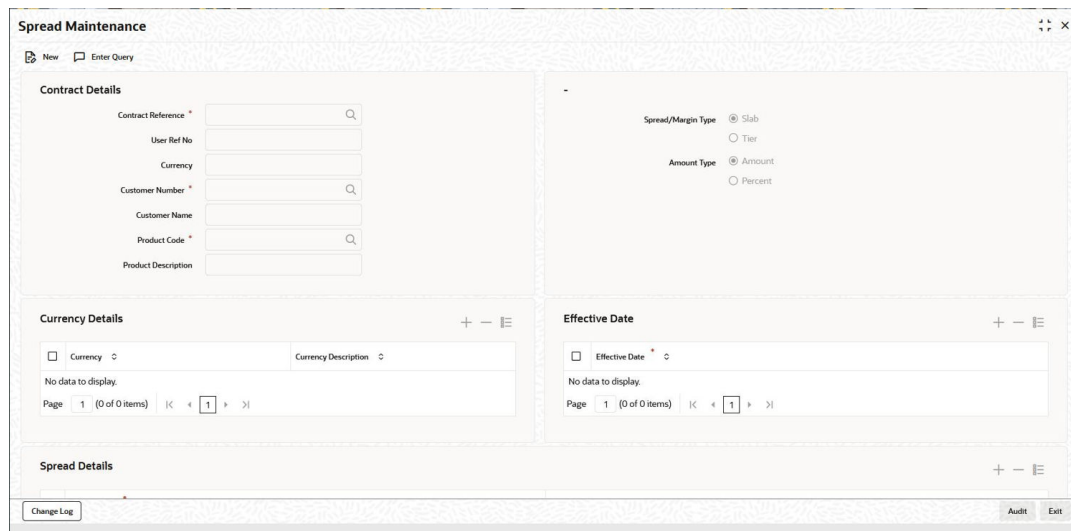 Spread Maintenance
New Enter Query
Contract Details
Contract Reference *
User Ref No
Currency
Customer Number *
Customer Name
Product Code *
Product Description
-
Spread/Margin Type Slab
Tier
Amount Type Amount
Percent
Currency Details
Currency Currency Description
No data to display.
Page 1 (0 of 0 items) 1
Effective Date
Effective Date *
No data to display.
Page 1 (0 of 0 items) 1
Spread Details
*
Change Log Audit Exit